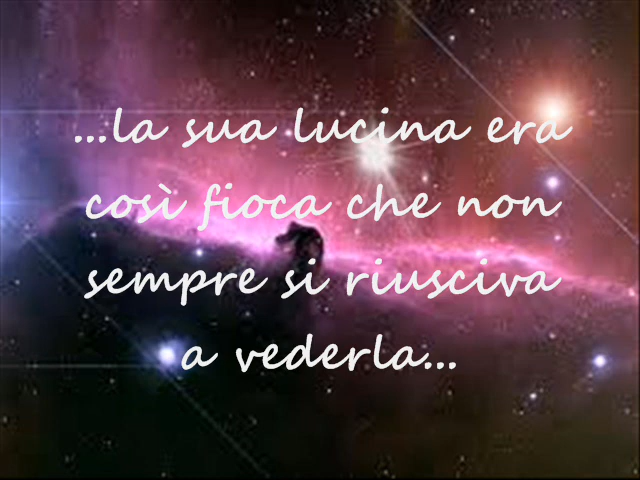 ...la sua lucina era
così fioca che non
sempre si riusciva
a vederla...